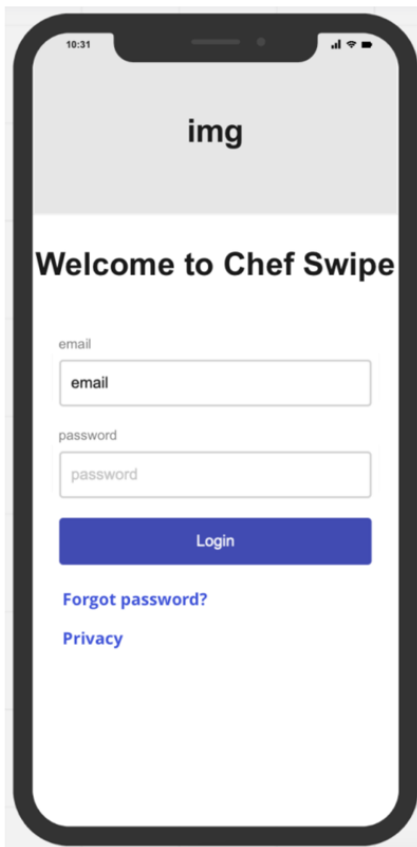 10:31
img
Welcome to Chef Swipe
email
email
password
password
Login
Forgot password?
Privacy